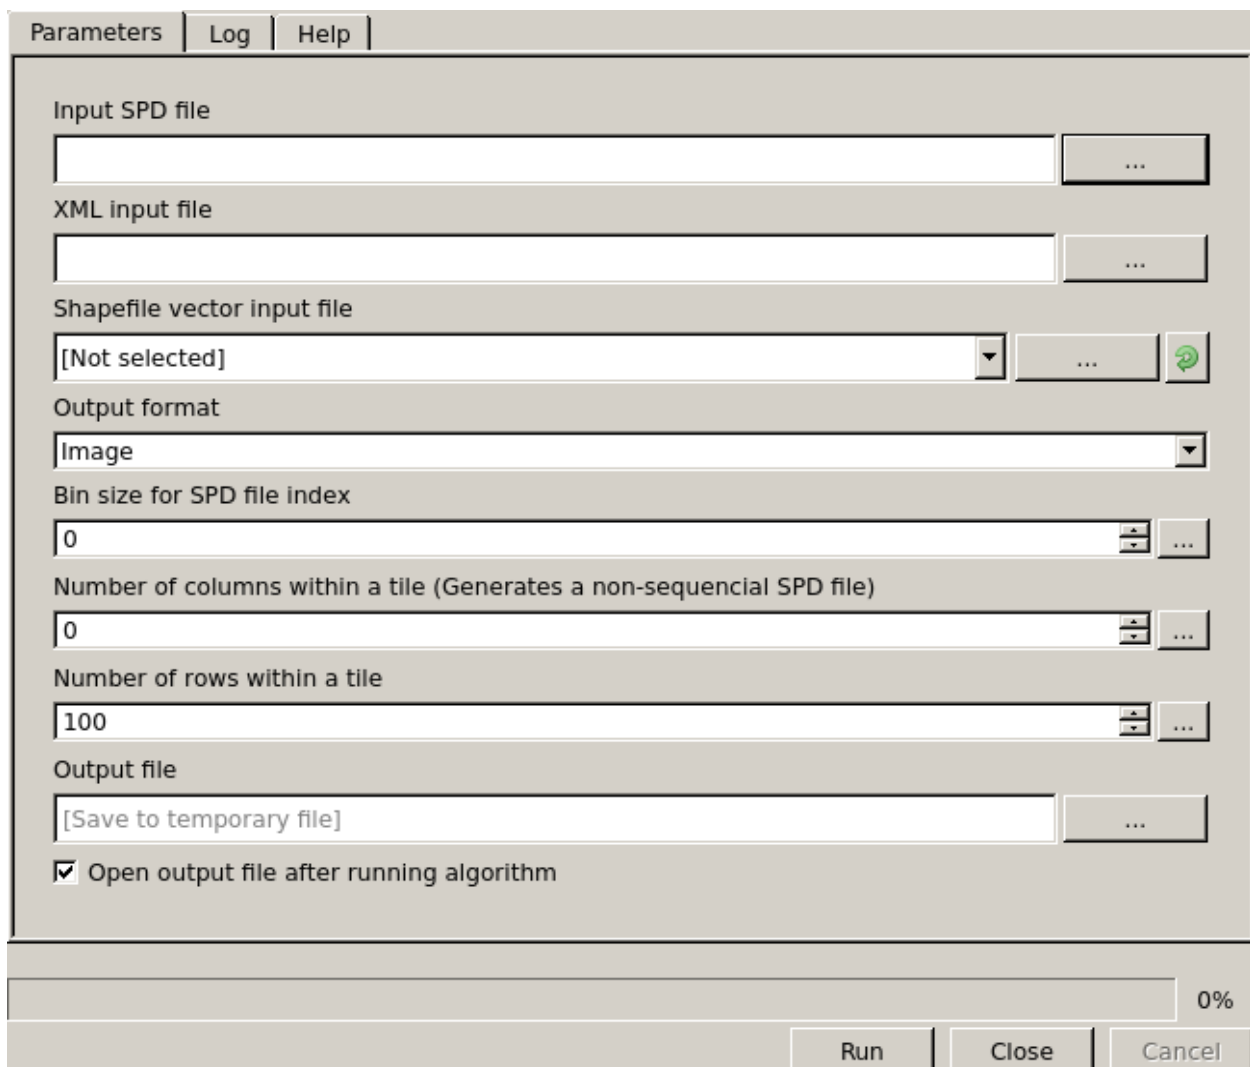 Parameters Log Help
Input SPD file
...
XML input file
...
Shapefile vector input file
[Not selected] ...
Output format
Image
Bin size for SPD file index
0 ...
Number of columns within a tile (Generates a non-sequencial SPD file)
0 ...
Number of rows within a tile
100 ...
Output file
[Save to temporary file] ...
Open output file after running algorithm
0%
Run Close Cancel